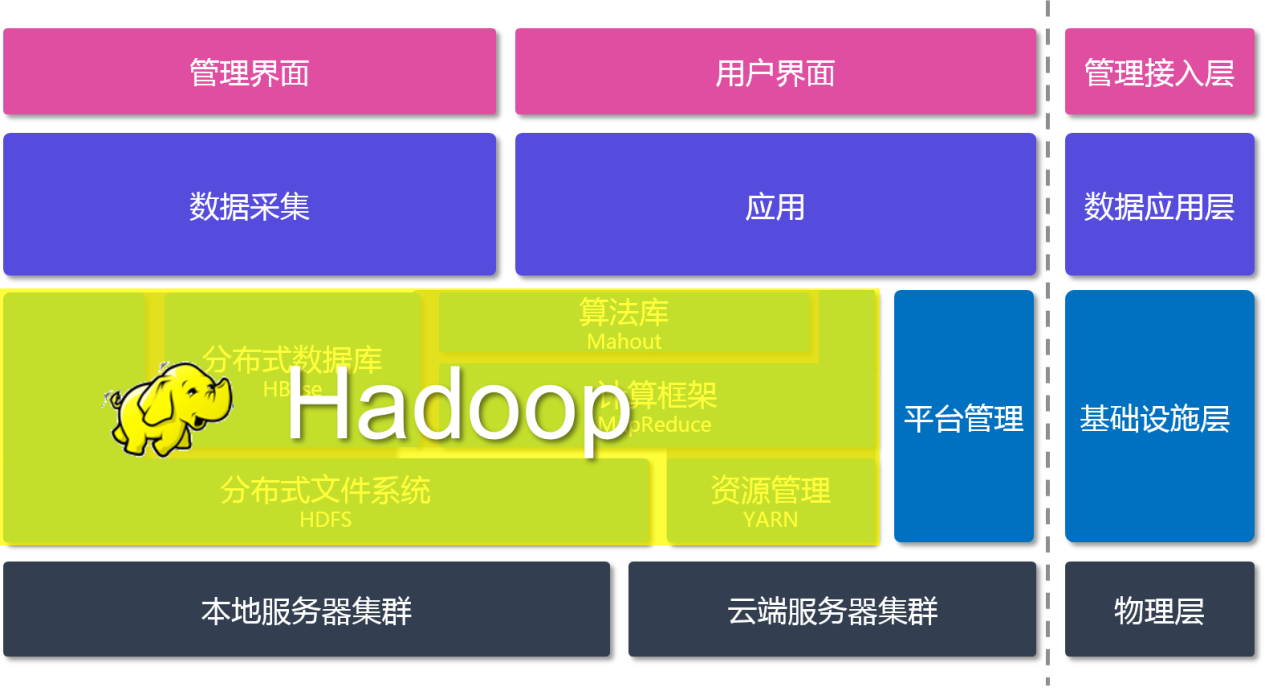 管理界面
用户界面
管理接入层
数据采集
应用
数据应用层
算法库
Mahout
分布式数据库
HBase
Hadoop
计算框架
MapReduce
平台管理
基础设施层
分布式文件系统
HDFS
资源管理
YARN
本地服务器集群
云端服务器集群
物理层